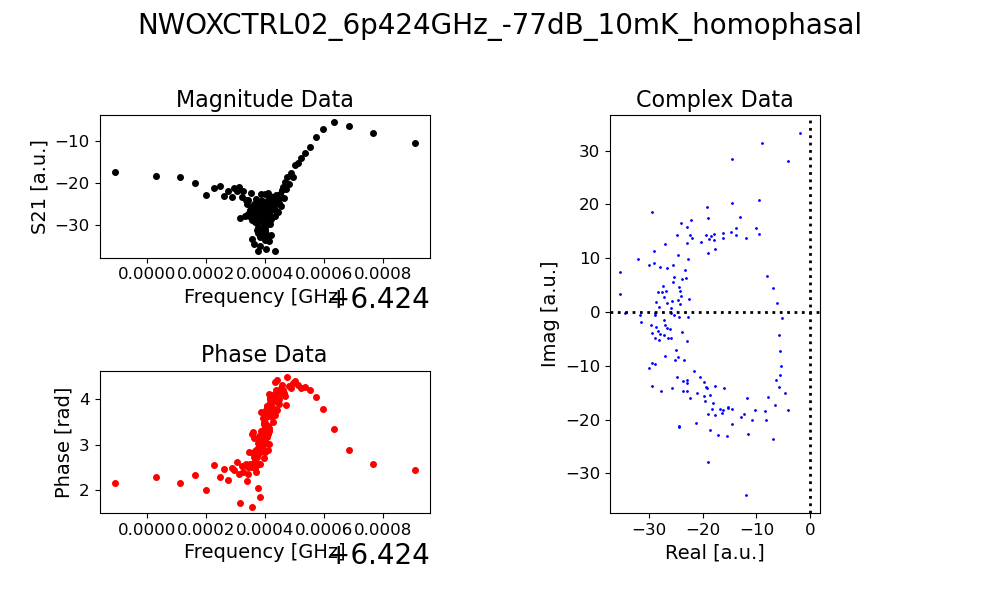 NWOXCTRL02_6p424GHz_-77dB_10mK_homophasal
Magnitude Data
S21 [a.u.]
−10
−20
−30
0.0000 0.0002 0.0004 0.0006 0.0008
Frequency [GHz]
+6.424
Phase Data
Phase [rad]
4
3
2
0.0000 0.0002 0.0004 0.0006 0.0008
Frequency [GHz]
+6.424
Complex Data
Imag [a.u.]
30
20
10
0
−10
−20
−30
−30 −20 −10 0
Real [a.u.]